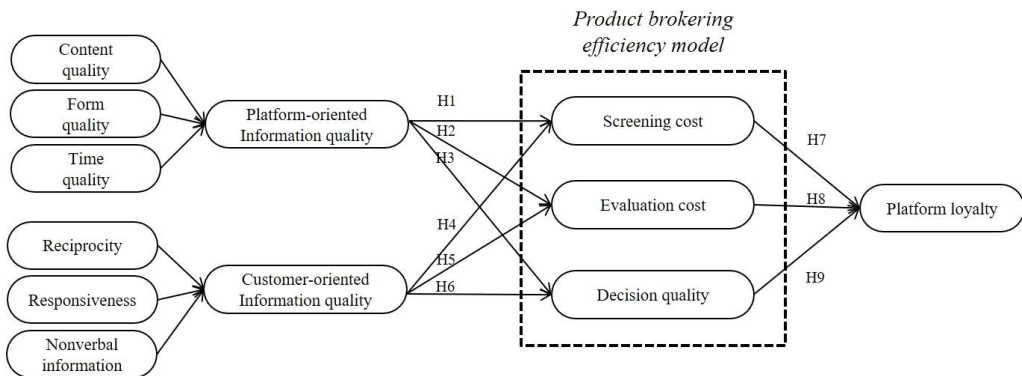 Product brokering
efficiency model
Content
quality
Form
quality
Time
quality
Platform-oriented
Information quality
H1
H2
H3
Screening cost
H7
Evaluation cost
H8
Platform loyalty
Reciprocity
Responsiveness
Nonverbal
information
Customer-oriented
Information quality
H4
H5
H6
Decision quality
H9